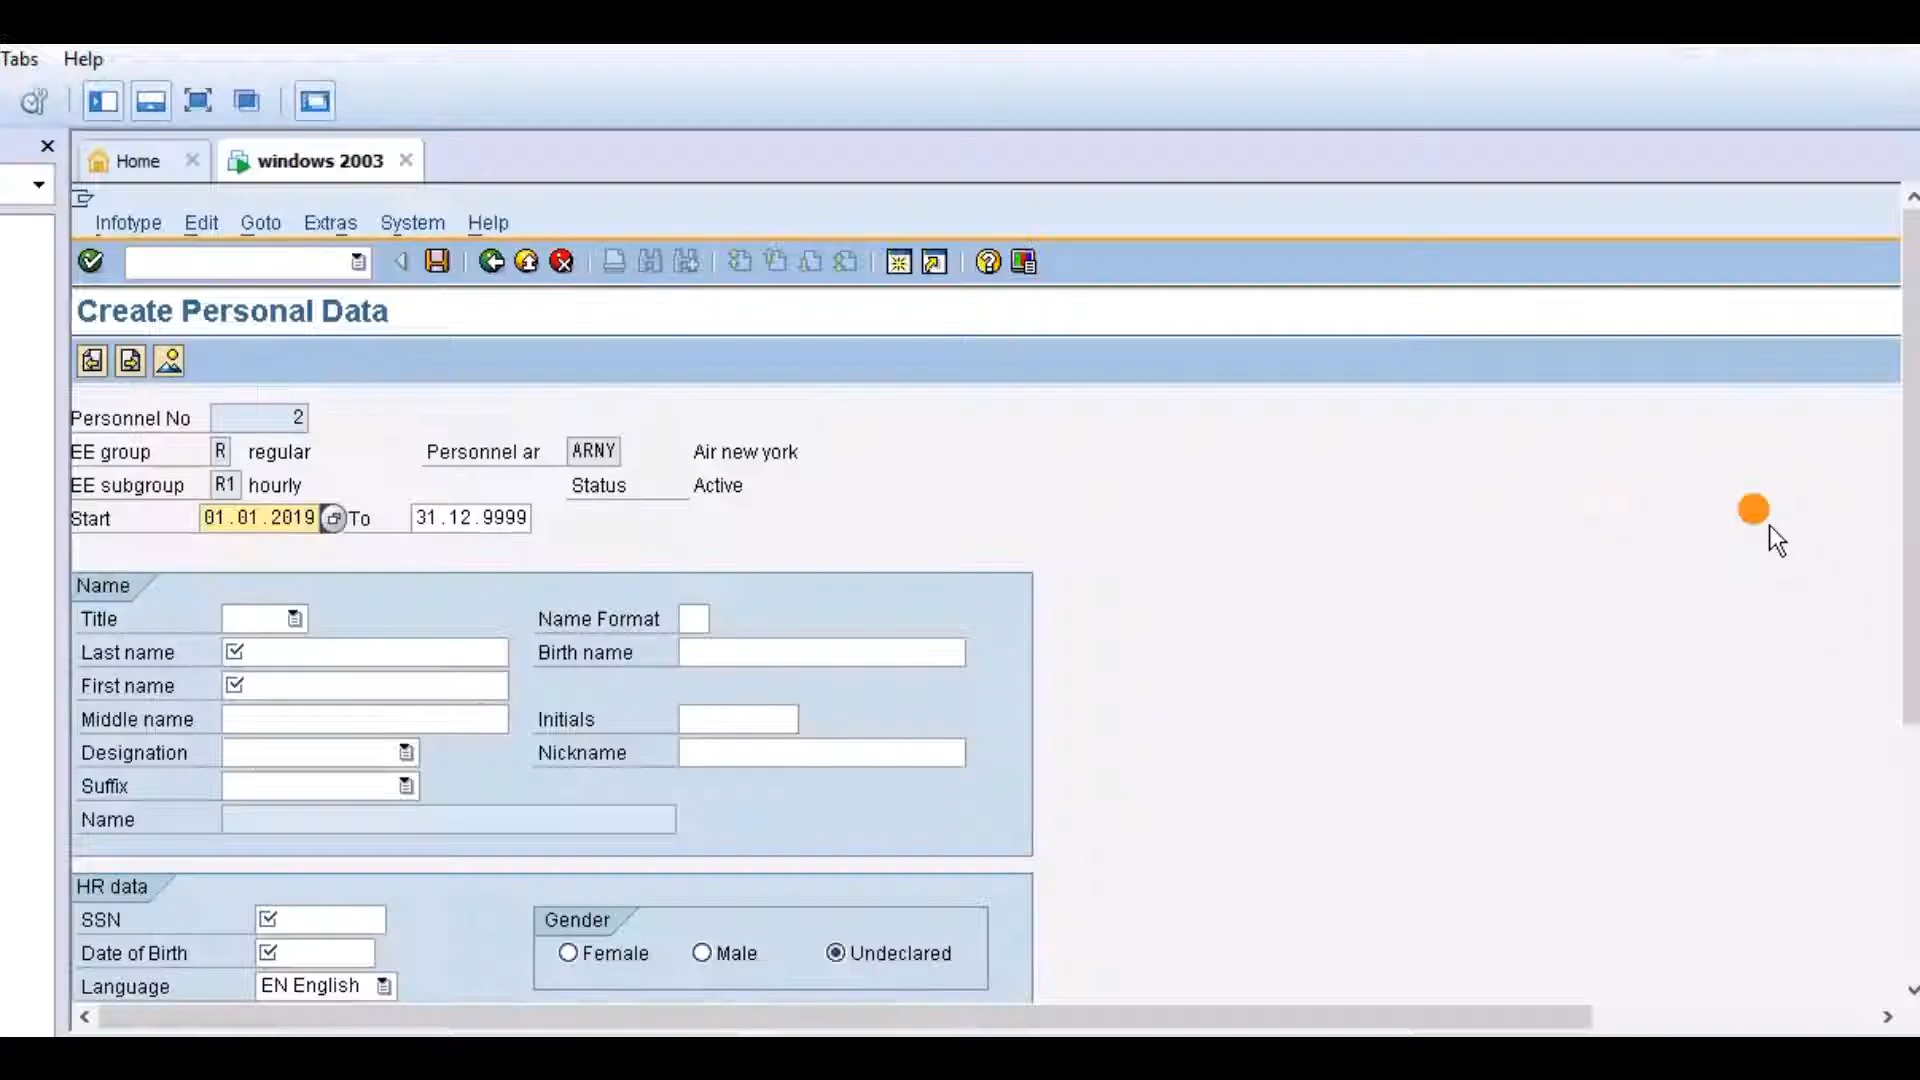 Tabs Help
Home windows 2003
Infotype Edit Goto Extras System Help
Create Personal Data
Personnel No 2
EE group R regular Personnel ar ARNY Air new york
EE subgroup R1 hourly Status Active
Start 01.01.2019 To 31.12.9999
Name
Title Name Format
Last name Birth name
First name
Middle name Initials
Designation Nickname
Suffix
Name
HR data
SSN Gender
Date of Birth Female Male Undeclared
Language EN English